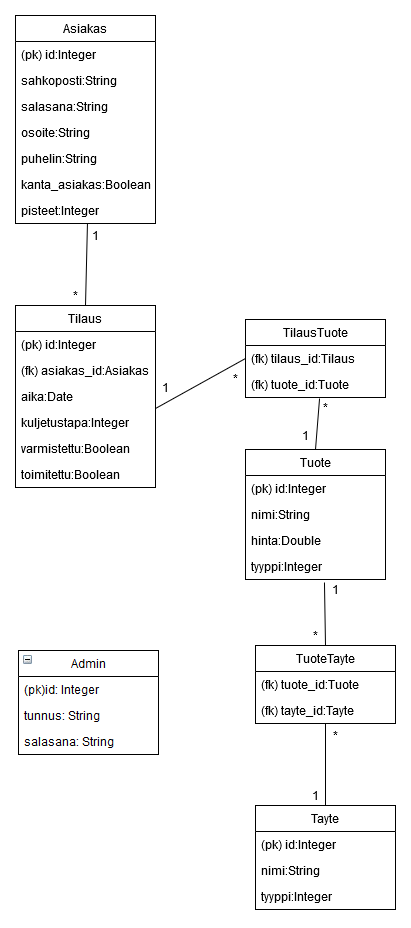 Asiakas
(pk) id:Integer
sahkoposti:String
salasana:String
osoite:String
puhelin:String
kanta_asiakas:Boolean
pisteet:Integer
1
*
Tilaus
(pk) id:Integer
(fk) asiakas_id:Asiakas
aika:Date
kuljetustapa:Integer
varmistettu:Boolean
toimitettu:Boolean
1
*
TilausTuote
(fk) tilaus_id:Tilaus
(fk) tuote_id:Tuote
*
1
Tuote
(pk) id:Integer
nimi:String
hinta:Double
tyyppi:Integer
1
*
TuoteTayte
(fk) tuote_id:Tuote
(fk) tayte_id:Tayte
*
1
Tayte
(pk) id:Integer
nimi:String
tyyppi:Integer
Admin
(pk)id: Integer
tunnus: String
salasana: String